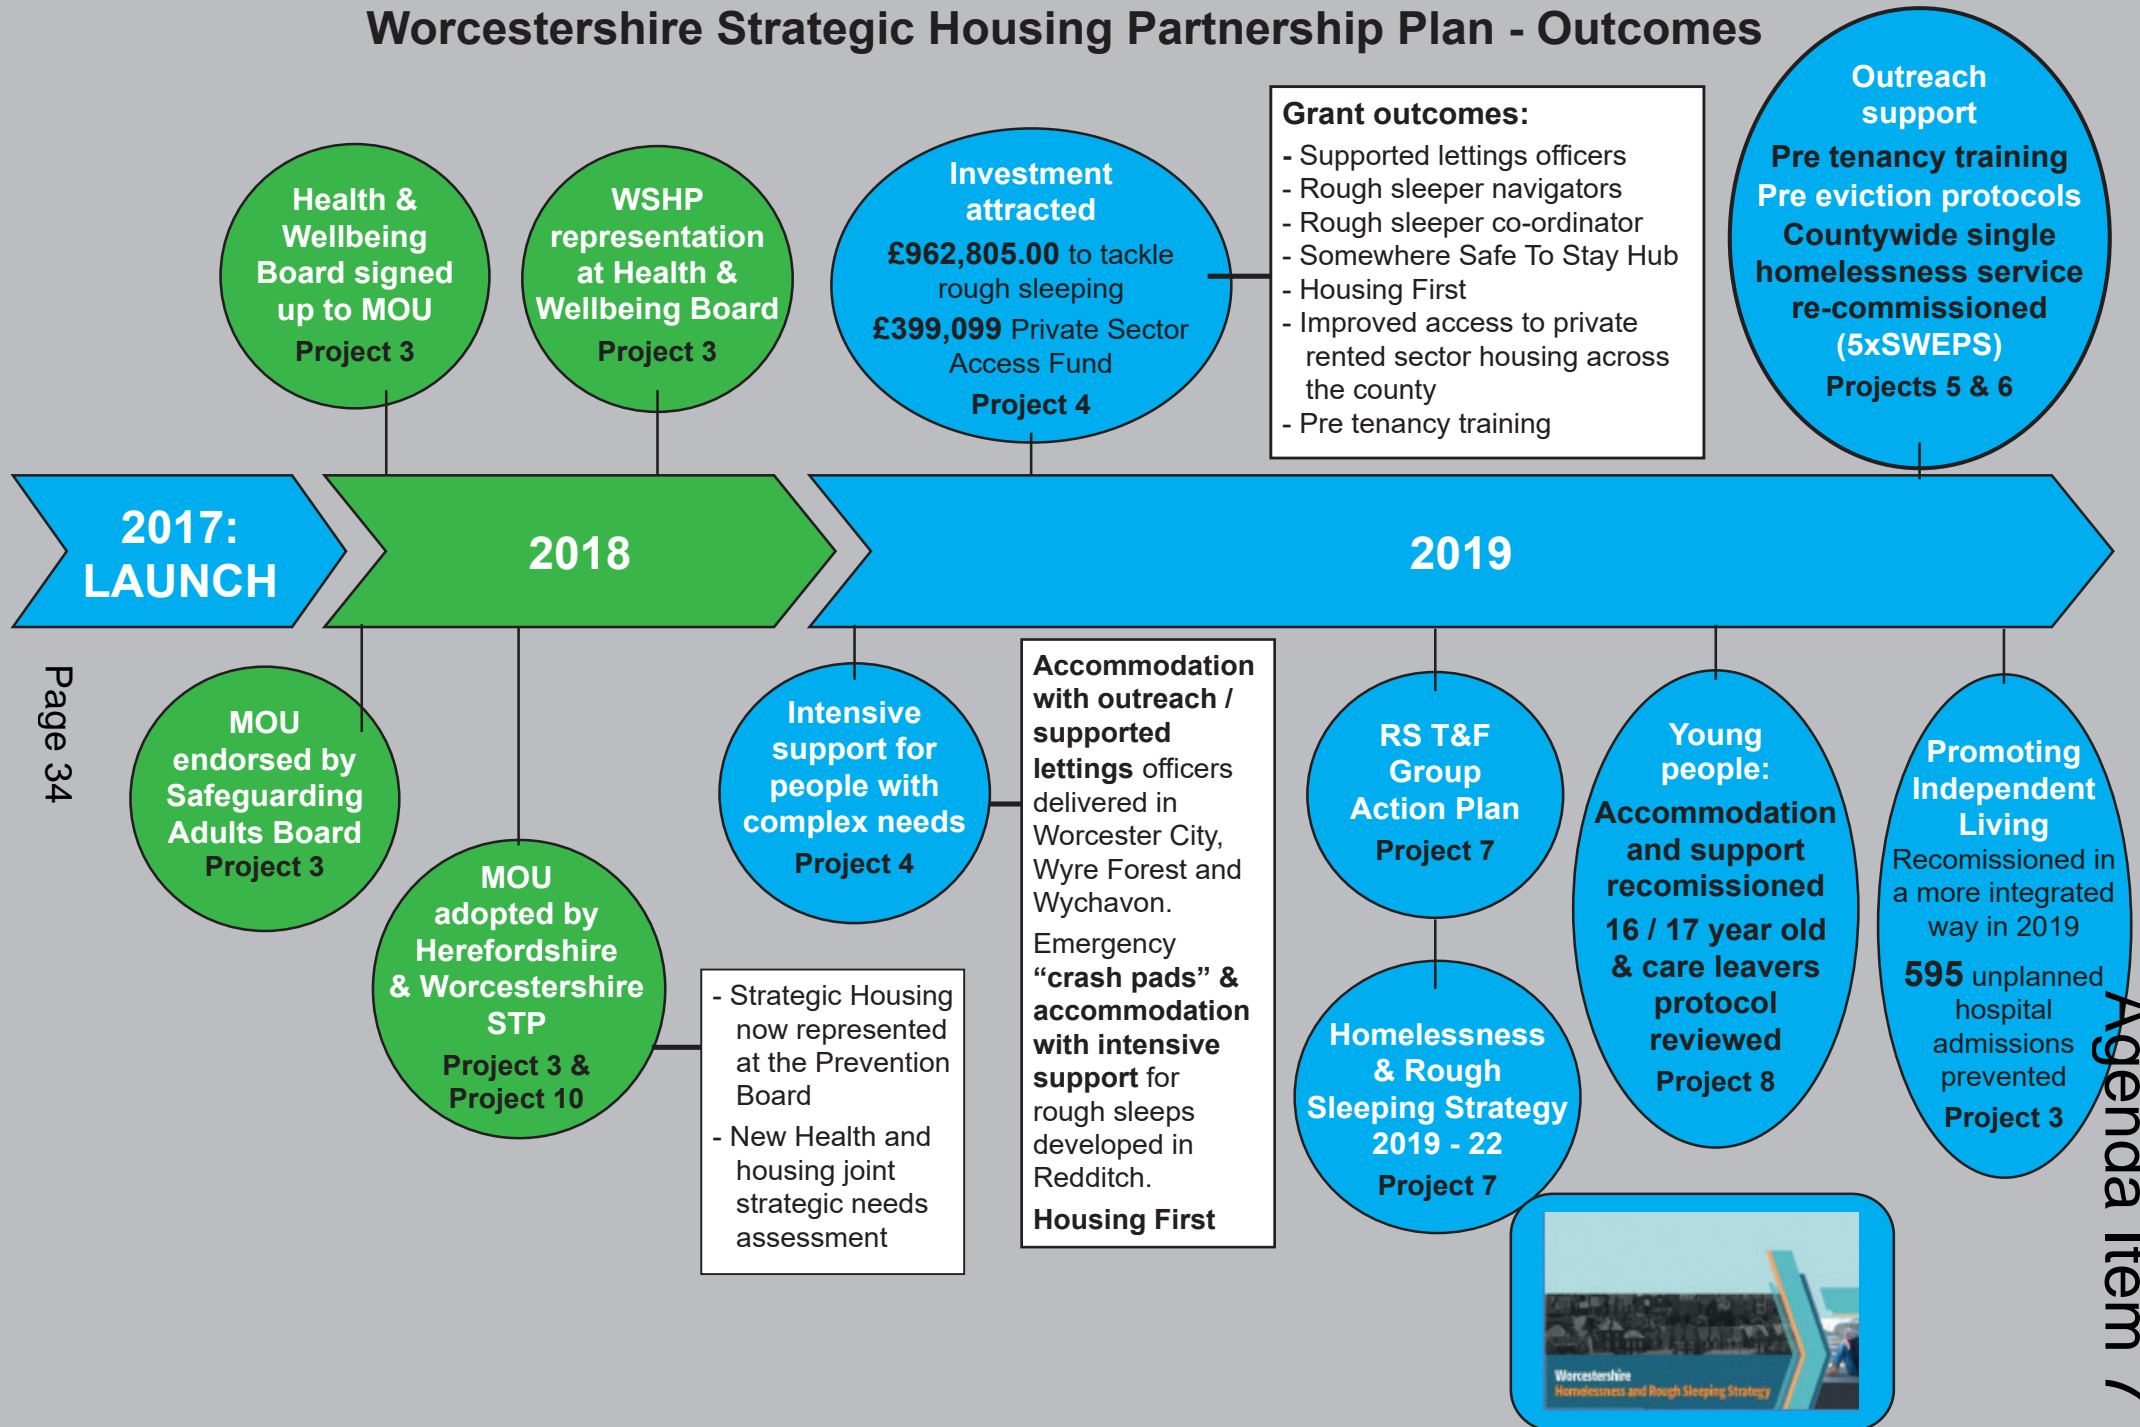 Worcestershire Strategic Housing Partnership Plan - Outcomes
Health &
Wellbeing
Board signed
up to MOU
Project 3
WSHP
representation
at Health &
Wellbeing Board
Project 3
Investment
attracted
£962,805.00 to tackle
rough sleeping
£399,099 Private Sector
Access Fund
Project 4
Grant outcomes:
- Supported lettings officers
- Rough sleeper navigators
- Rough sleeper co-ordinator
- Somewhere Safe To Stay Hub
- Housing First
- Improved access to private
rented sector housing across
the county
- Pre tenancy training
Outreach
support
Pre tenancy training
Pre eviction protocols
Countywide single
homelessness service
re-commissioned
(5xSWEPS)
Projects 5 & 6
2017:
LAUNCH
2018
2019
MOU
endorsed by
Safeguarding
Adults Board
Project 3
MOU
adopted by
Herefordshire
& Worcestershire
STP
Project 3 &
Project 10
- Strategic Housing
now represented
at the Prevention
Board
- New Health and
housing joint
strategic needs
assessment
Intensive
support for
people with
complex needs
Project 4
Accommodation
with outreach /
supported
lettings officers
delivered in
Worcester City,
Wyre Forest and
Wychavon.
Emergency
“crash pads” &
accommodation
with intensive
support for
rough sleeps
developed in
Redditch.
Housing First
RS T&F
Group
Action Plan
Project 7
Homelessness
& Rough
Sleeping Strategy
2019 - 22
Project 7
Young
people:
Accommodation
and support
recomissioned
16 / 17 year old
& care leavers
protocol
reviewed
Project 8
Promoting
Independent
Living
Recomissioned in
a more integrated
way in 2019
595 unplanned
hospital
admissions
prevented
Project 3
Worcestershire
Homelessness and Rough Sleeping Strategy
Page 34
Agenda Item 7